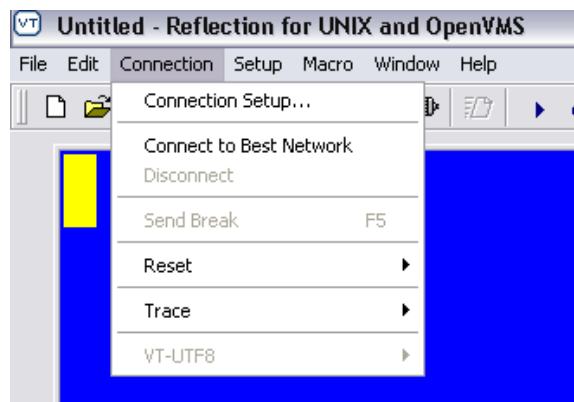 VT Untitled - Reflection for UNIX and OpenVMS
File Edit Connection Setup Macro Window Help
Connection Setup...
Connect to Best Network
Disconnect
Send Break F5
Reset
Trace
VT-UTF8